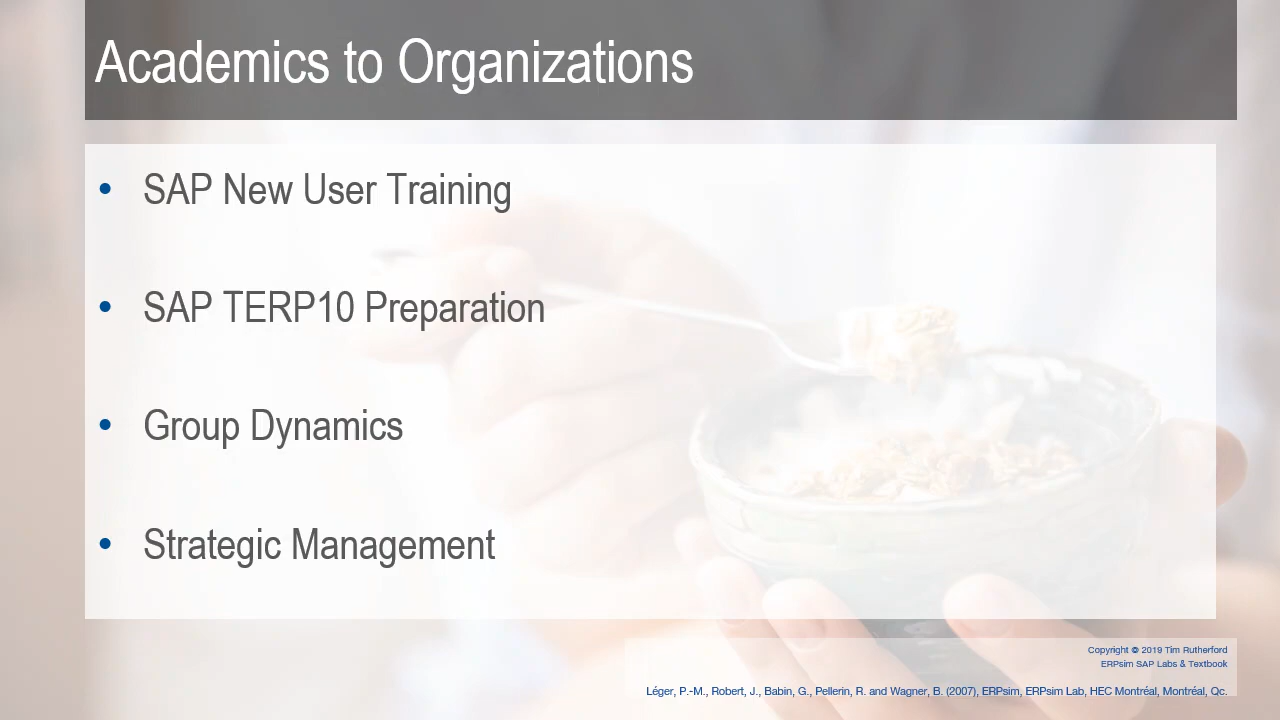 Academics to Organizations
• SAP New User Training
• SAP TERP10 Preparation
• Group Dynamics
• Strategic Management
Copyright © 2019 Tim Rutherford
ERPsim SAP Labs & Textbook
Léger, P.-M., Robert, J., Babin, G., Pellerin, R. and Wagner, B. (2007), ERPsim, ERPsim Lab, HEC Montréal, Montréal, Qc.